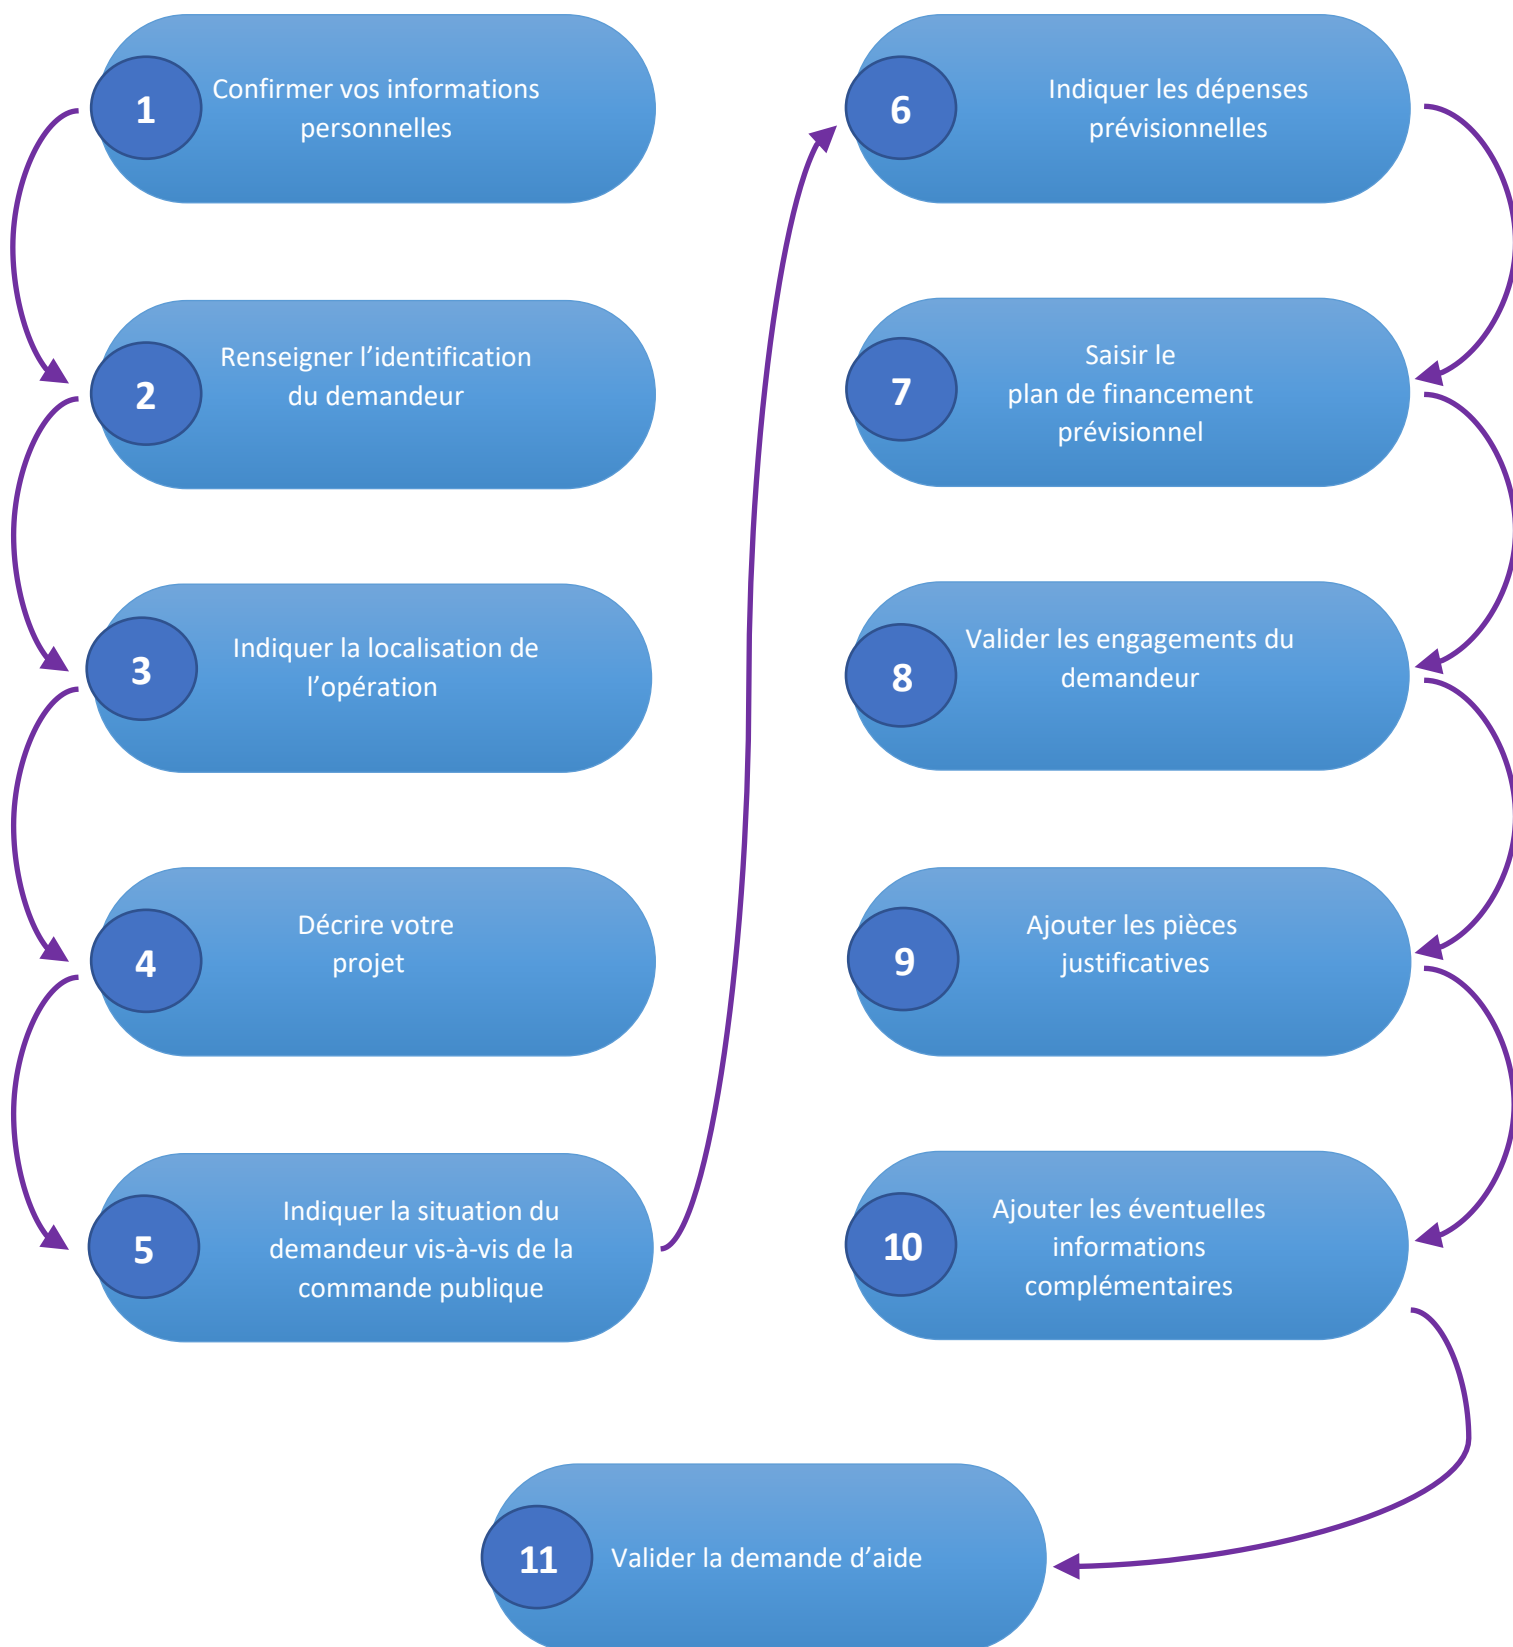 1
Confirmer vos informations
personnelles
2
Renseigner l’identification
du demandeur
3
Indiquer la localisation de
l’opération
4
Décrire votre
projet
5
Indiquer la situation du
demandeur vis-à-vis de la
commande publique
6
Indiquer les dépenses
prévisionnelles
7
Saisir le
plan de financement
prévisionnel
8
Valider les engagements du
demandeur
9
Ajouter les pièces
justificatives
10
Ajouter les éventuelles
informations
complémentaires
11
Valider la demande d’aide